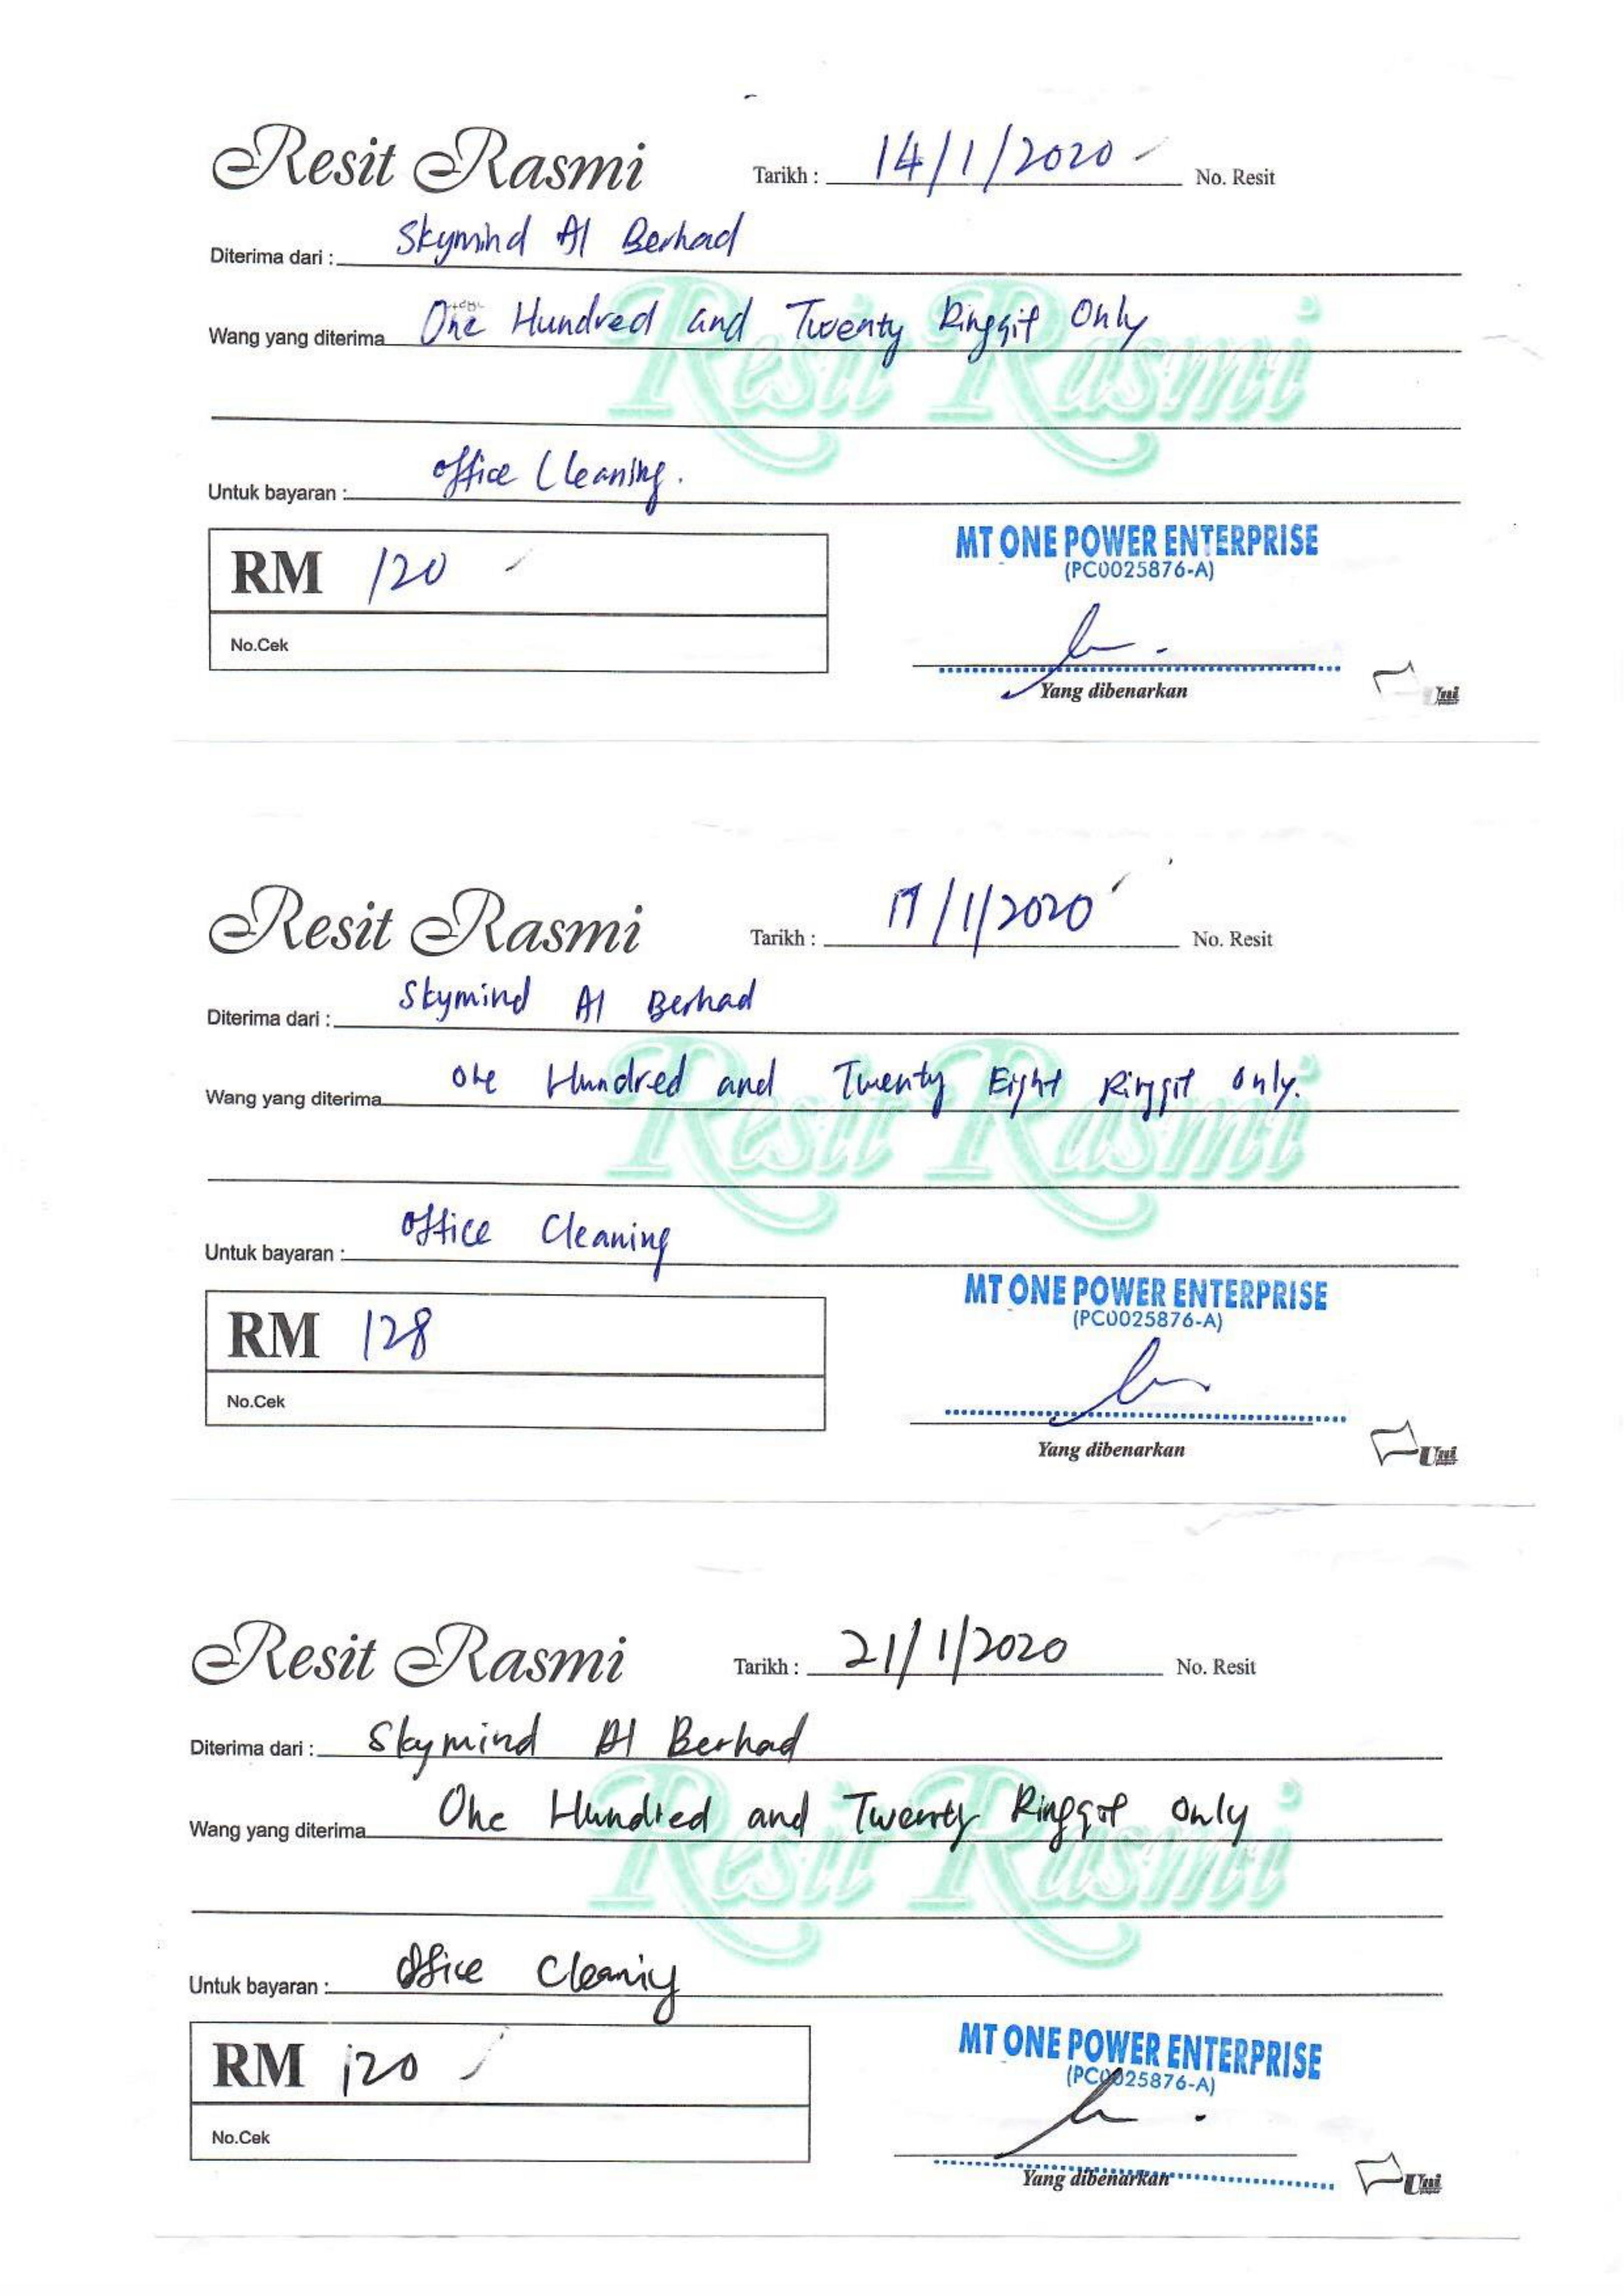 Resit Rasmi Tarikh : 14/1/2020 No. Resit
Diterima dari : Skymind AI Berhad
Wang yang diterima One Hundred and Twenty Ringgit Only
Resit Rasmi
Untuk bayaran : office Cleaning.
MT ONE POWER ENTERPRISE
RM 120 (PC0025876-A)
No.Cek
Yang dibenarkan
Uni
Resit Rasmi Tarikh : 17/1/2020 No. Resit
Diterima dari : Skymind AI Berhad
Wang yang diterima one Hundred and Twenty Eight Ringgit only.
Resit Rasmi
Untuk bayaran : office Cleaning
MT ONE POWER ENTERPRISE
RM 128 (PC0025876-A)
No.Cek
Yang dibenarkan
Uni
Resit Rasmi Tarikh : 21/1/2020 No. Resit
Diterima dari : Skymind AI Berhad
Wang yang diterima One Hundred and Twenty Ringgit only
Resit Rasmi
Untuk bayaran : Office Cleaning
MT ONE POWER ENTERPRISE
RM 120 (PC0025876-A)
No.Cek
Yang dibenarkan
Uni